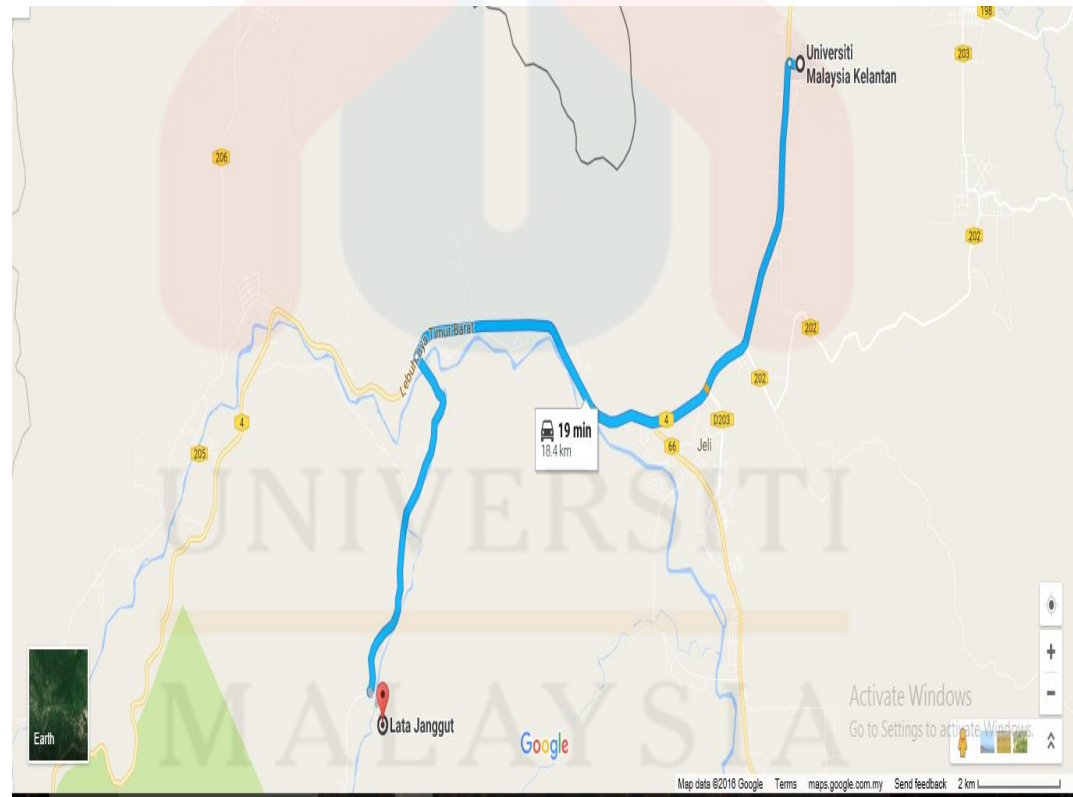 198
Universiti
Malaysia Kelantan
203
206
202
Lebuhraya Timur-Barat
202
202
19 min
18.4 km
4
D203
4
66
Jeli
205
UNIVERSITI
Lata Janggut
MALAYSIA
Activate Windows
Go to Settings to activate Windows.
Earth
Google
Map data ©2016 Google Terms maps.google.com.my Send feedback 2 km